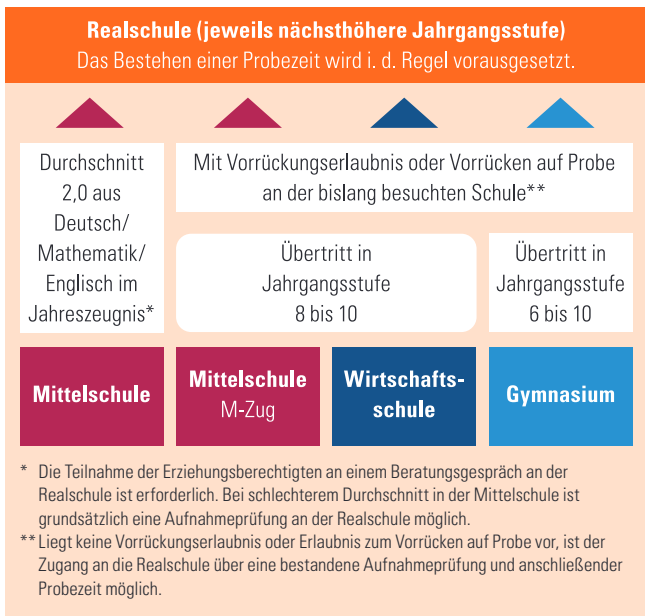 Realschule (jeweils nächsthöhere Jahrgangsstufe)
Das Bestehen einer Probezeit wird i. d. Regel vorausgesetzt.
Durchschnitt
2,0 aus
Deutsch/
Mathematik/
Englisch im
Jahreszeugnis*
Mit Vorrückungserlaubnis oder Vorrücken auf Probe
an der bislang besuchten Schule**
Übertritt in
Jahrgangsstufe
8 bis 10
Übertritt in
Jahrgangsstufe
6 bis 10
Mittelschule
Mittelschule
M-Zug
Wirtschafts-
schule
Gymnasium
* Die Teilnahme der Erziehungsberechtigten an einem Beratungsgespräch an der
Realschule ist erforderlich. Bei schlechterem Durchschnitt in der Mittelschule ist
grundsätzlich eine Aufnahmeprüfung an der Realschule möglich.
** Liegt keine Vorrückungserlaubnis oder Erlaubnis zum Vorrücken auf Probe vor, ist der
Zugang an die Realschule über eine bestandene Aufnahmeprüfung und anschließender
Probezeit möglich.